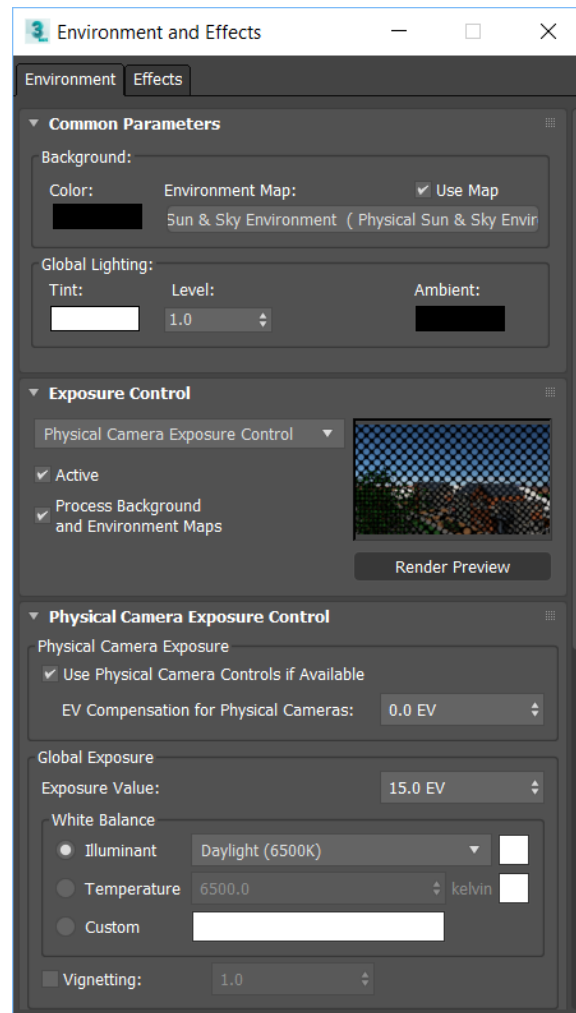 3 Environment and Effects
Environment Effects
Common Parameters
Background:
Color: Environment Map: Use Map
Sun & Sky Environment ( Physical Sun & Sky Envir
Global Lighting:
Tint: Level: Ambient:
1.0
Exposure Control
Physical Camera Exposure Control
Active
Process Background
and Environment Maps
Render Preview
Physical Camera Exposure Control
Physical Camera Exposure
Use Physical Camera Controls if Available
EV Compensation for Physical Cameras: 0.0 EV
Global Exposure
Exposure Value: 15.0 EV
White Balance
Illuminant Daylight (6500K)
Temperature 6500.0 kelvin
Custom
Vignetting: 1.0